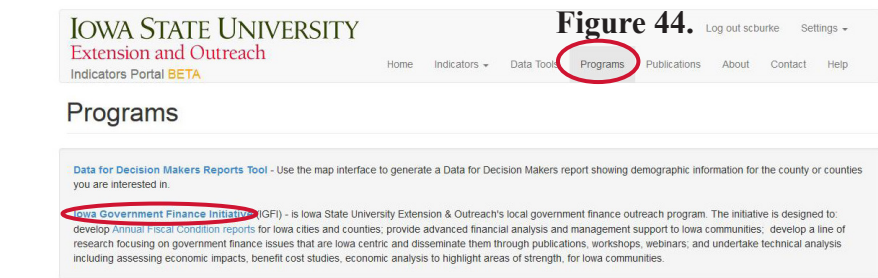 IOWA STATE UNIVERSITY
Extension and Outreach
Indicators Portal BETA
Figure 44.
Log out scburke Settings
Home Indicators Data Tools Programs Publications About Contact Help
Programs
Data for Decision Makers Reports Tool - Use the map interface to generate a Data for Decision Makers report showing demographic information for the county or counties
you are interested in.
Iowa Government Finance Initiative (IGFI) - is Iowa State University Extension & Outreach's local government finance outreach program. The initiative is designed to:
develop Annual Fiscal Condition reports for Iowa cities and counties; provide advanced financial analysis and management support to Iowa communities; develop a line of
research focusing on government finance issues that are Iowa centric and disseminate them through publications, workshops, webinars; and undertake technical analysis
including assessing economic impacts, benefit cost studies, economic analysis to highlight areas of strength, for Iowa communities.